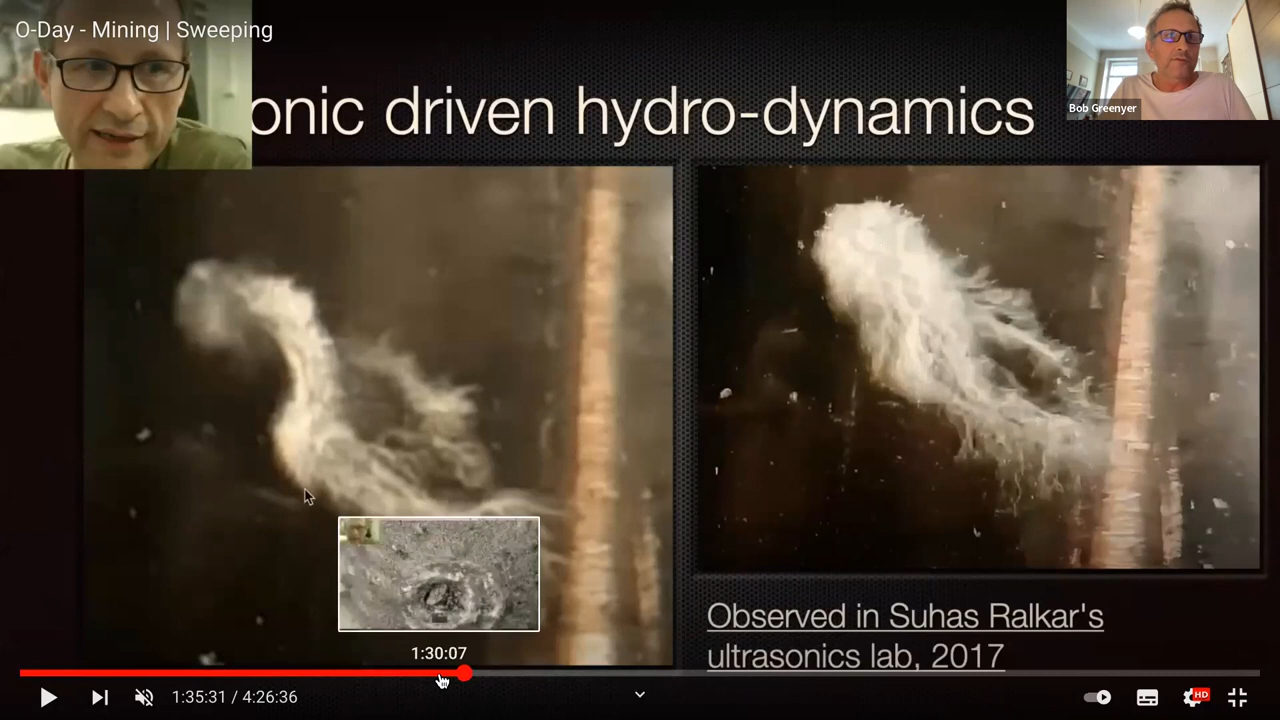 O-Day - Mining | Sweeping
onic driven hydro-dynamics
Bob Greenyer
Observed in Suhas Ralkar's
ultrasonics lab, 2017
1:30:07
1:35:31 / 4:26:36
HD